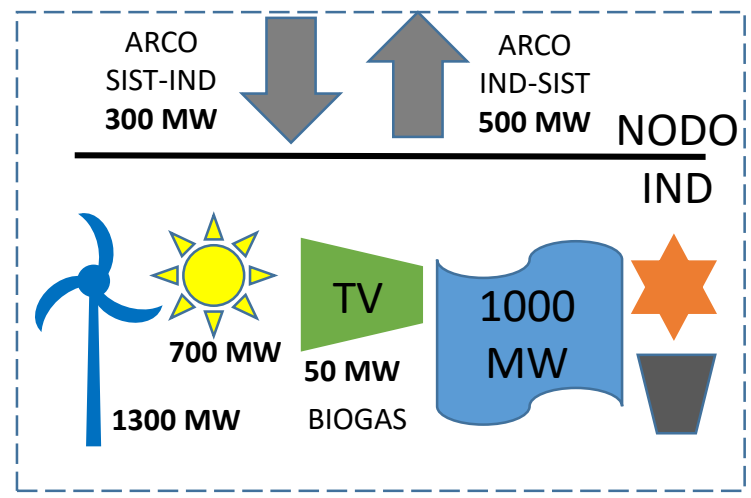 ARCO
SIST-IND
300 MW
ARCO
IND-SIST
500 MW
NODO
IND
TV
1000
MW
700 MW
50 MW
1300 MW
BIOGAS